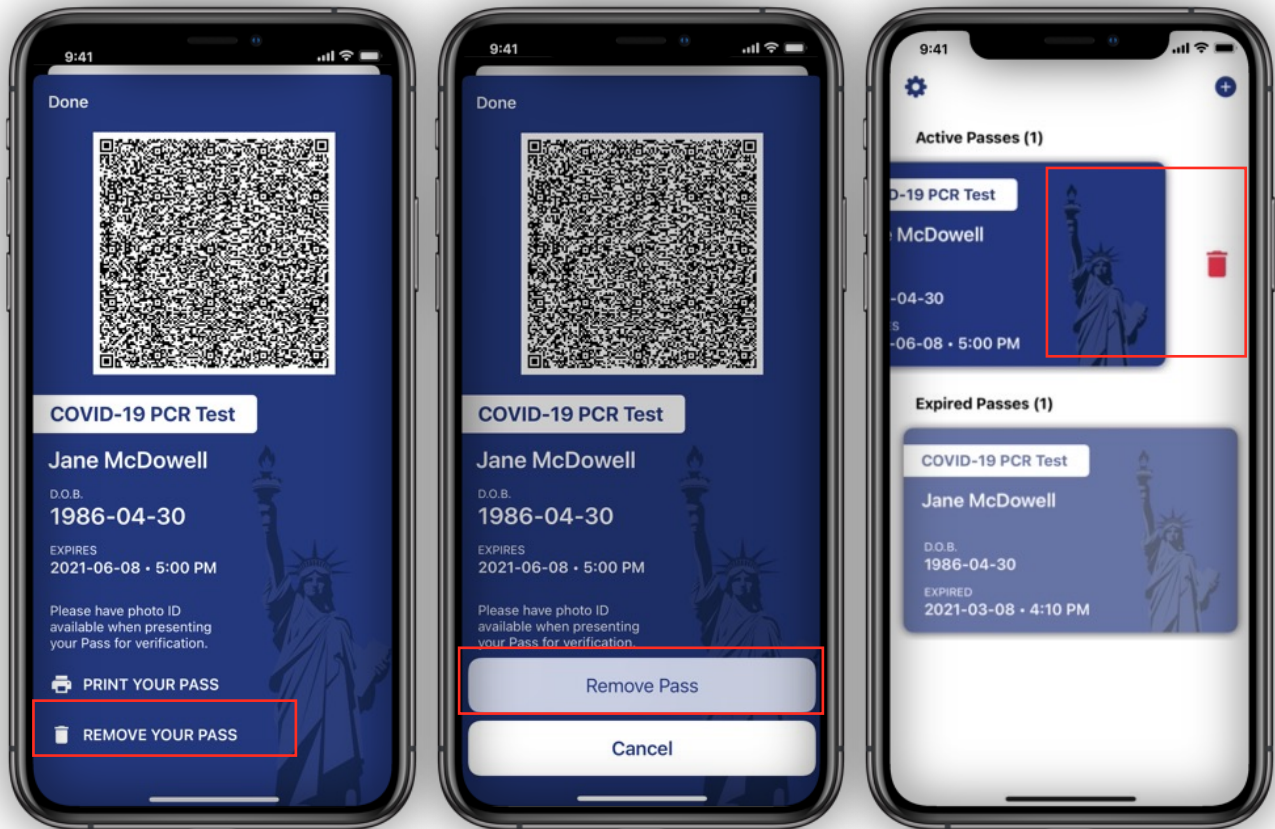 9:41
Done
COVID-19 PCR Test
Jane McDowell
D.O.B.
1986-04-30
EXPIRES
2021-06-08 • 5:00 PM
Please have photo ID
available when presenting
your Pass for verification.
PRINT YOUR PASS
REMOVE YOUR PASS
9:41
Done
COVID-19 PCR Test
Jane McDowell
D.O.B.
1986-04-30
EXPIRES
2021-06-08 • 5:00 PM
Please have photo ID
available when presenting
your Pass for verification.
Remove Pass
Cancel
9:41
Active Passes (1)
D-19 PCR Test
McDowell
-04-30
S
-06-08 • 5:00 PM
Expired Passes (1)
COVID-19 PCR Test
Jane McDowell
D.O.B.
1986-04-30
EXPIRED
2021-03-08 • 4:10 PM